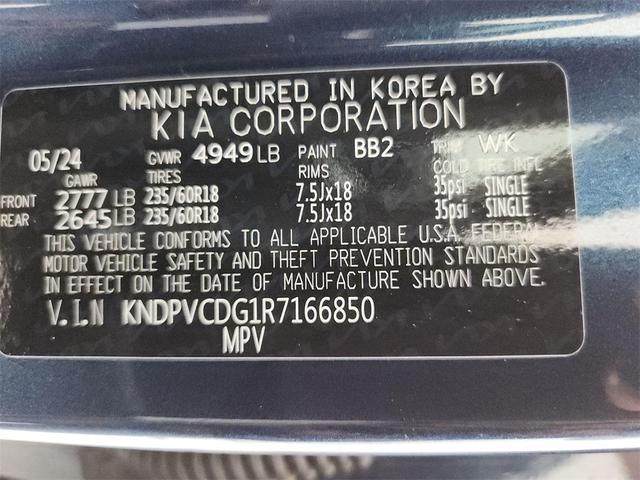 MANUFACTURED IN KOREA BY
KIA CORPORATION
05/24 GVWR 4949 LB PAINT BB2 TRIM WK
GAWR TIRES RIMS COLD TIRE INFL
FRONT 2777 LB 235/60R18 7.5Jx18 35psi SINGLE
REAR 2645 LB 235/60R18 7.5Jx18 35psi SINGLE
THIS VEHICLE CONFORMS TO ALL APPLICABLE U.S.A. FEDERAL
MOTOR VEHICLE SAFETY AND THEFT PREVENTION STANDARDS
IN EFFECT ON THE DATE OF MANUFACTURE SHOWN ABOVE.
V.I.N KNDPVCDG1R7166850
MPV